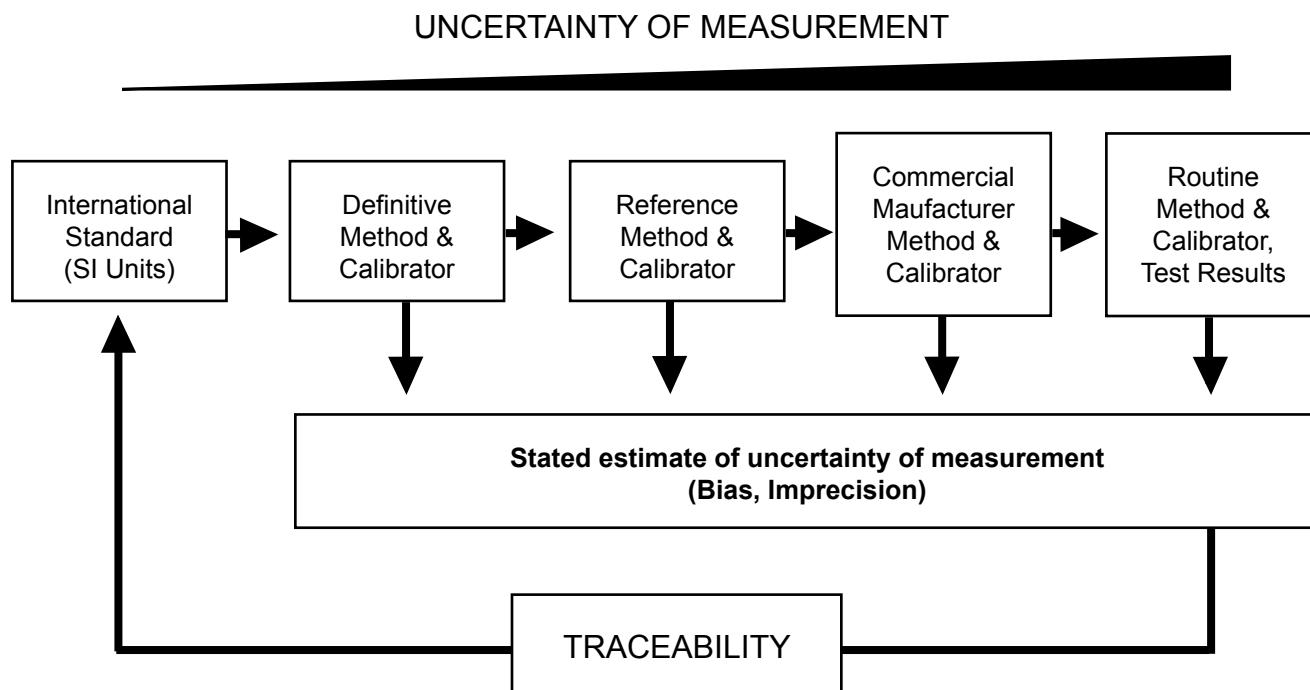 UNCERTAINTY OF MEASUREMENT
International
Standard
(SI Units)
Definitive
Method &
Calibrator
Reference
Method &
Calibrator
Commercial
Maufacturer
Method &
Calibrator
Routine
Method &
Calibrator,
Test Results
Stated estimate of uncertainty of measurement
(Bias, Imprecision)
TRACEABILITY